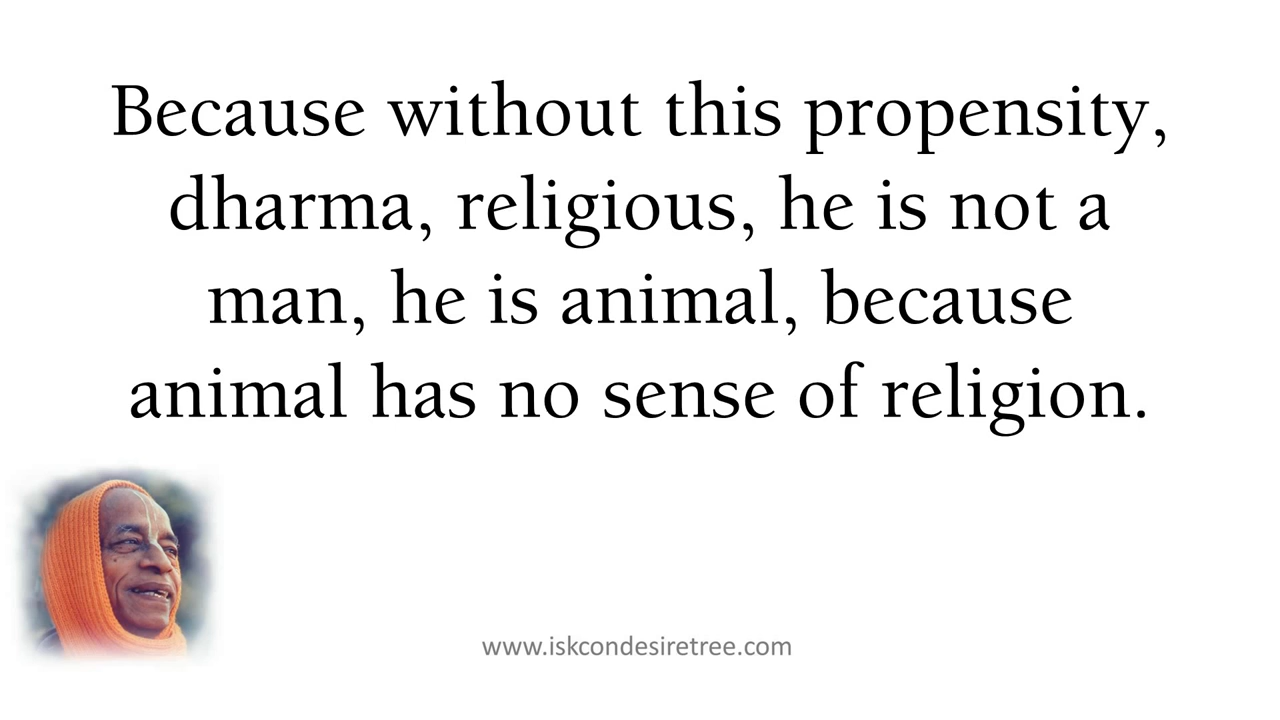 Because without this propensity,
dharma, religious, he is not a
man, he is animal, because
animal has no sense of religion.
www.iskcondesiretree.com